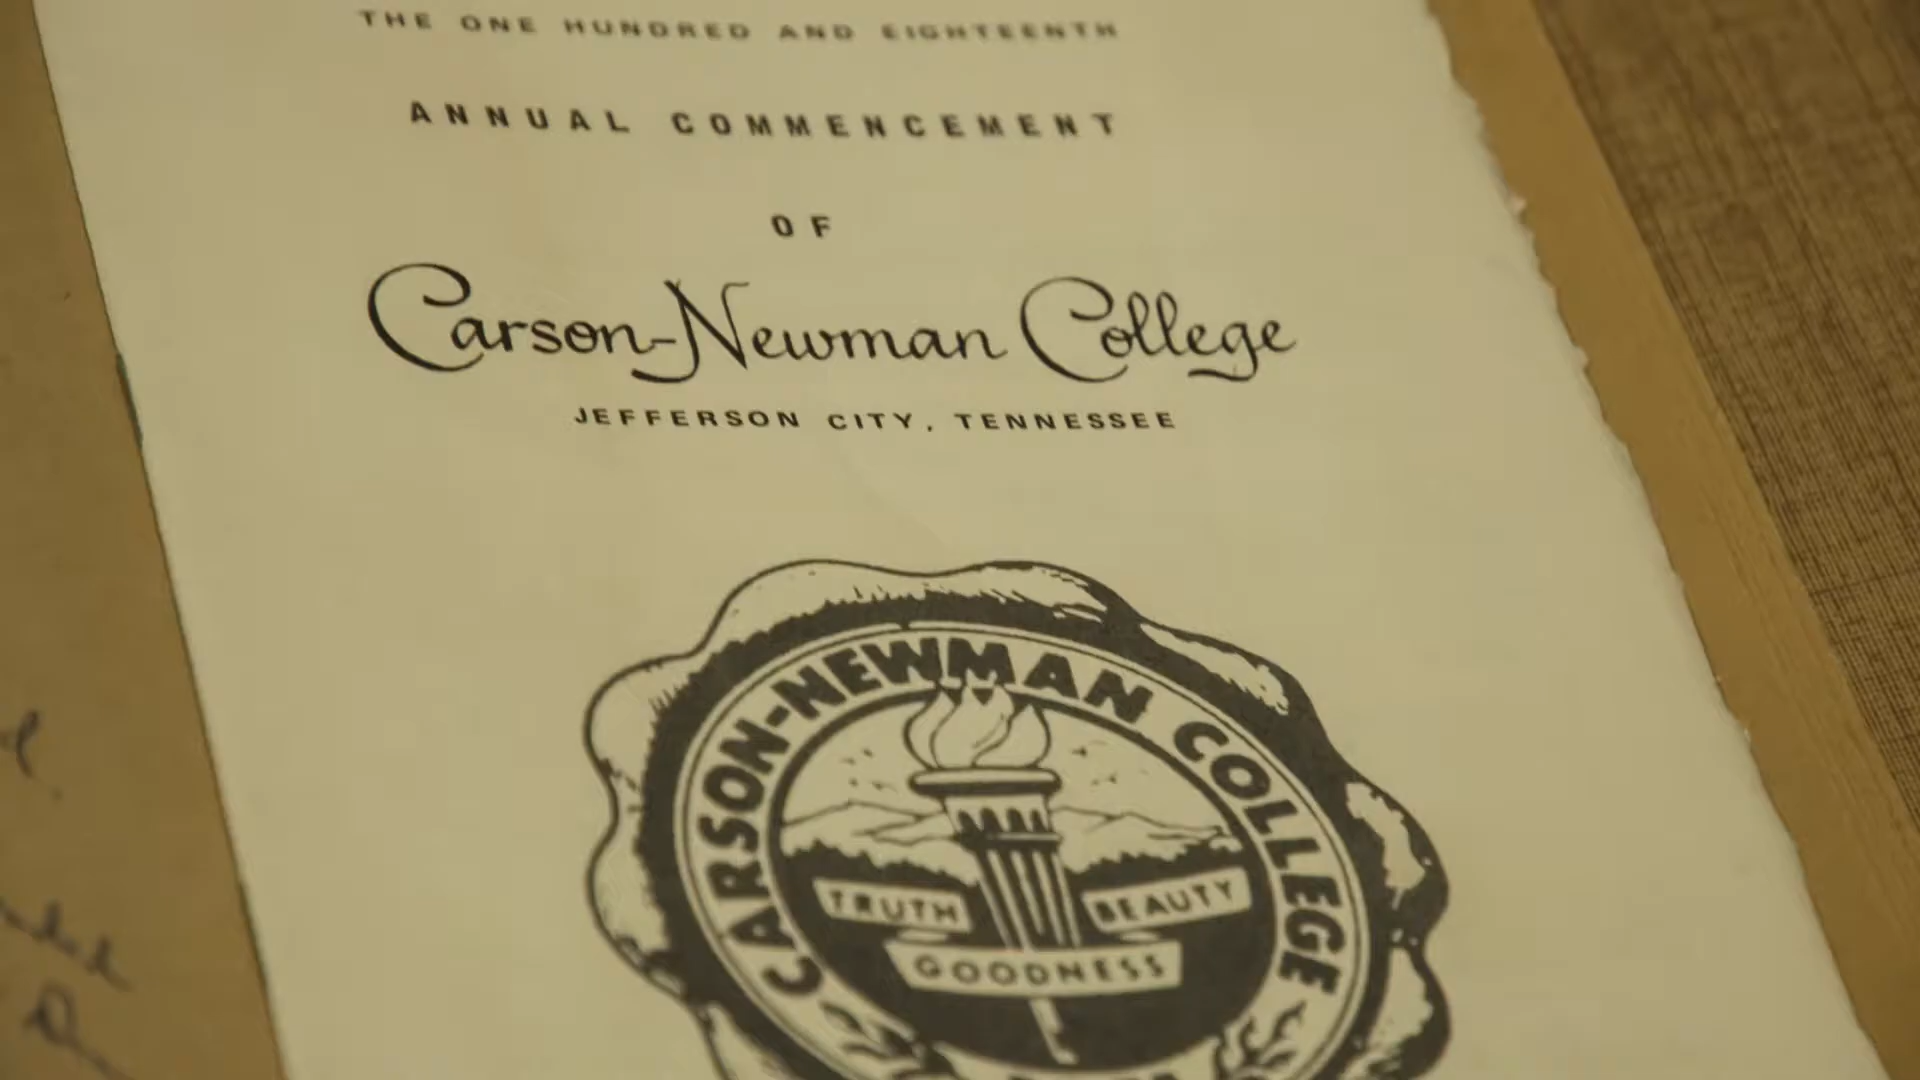 THE ONE HUNDRED AND EIGHTEENTH
ANNUAL COMMENCEMENT
OF
Carson-Newman College
JEFFERSON CITY, TENNESSEE
CARSON-NEWMAN COLLEGE
TRUTH
BEAUTY
GOODNESS